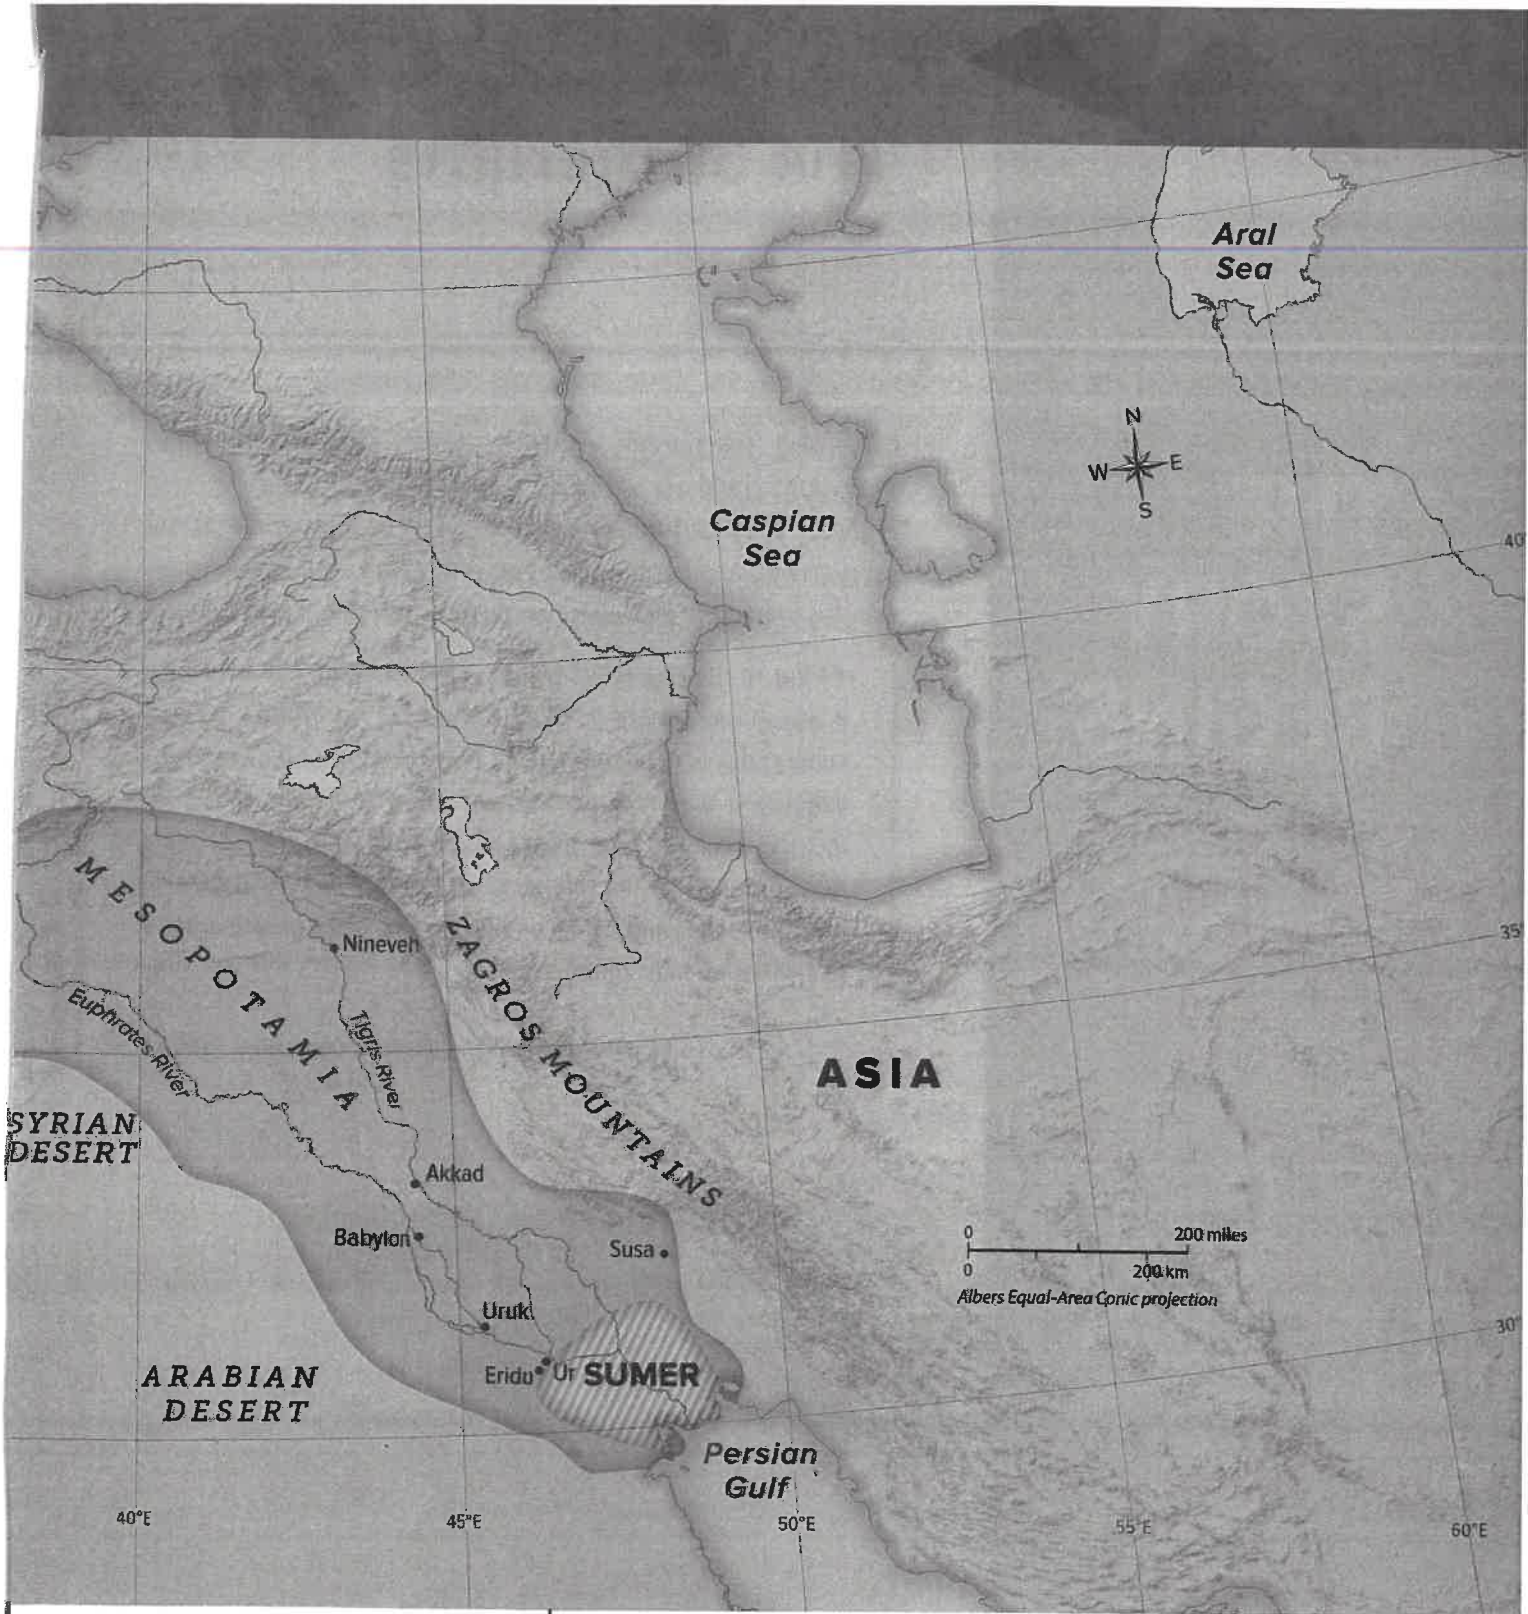 Aral
Sea
N
W E
S
Caspian
Sea
40°
MESOPOTAMIA
Nineveh
ZAGROS MOUNTAINS
35°
Euphrates River
Tigris River
ASIA
SYRIAN
DESERT
Akkad
Babylon
Susa
0 200 miles
0 200 km
Albers Equal-Area Conic projection
Uruk
30°
Eridu Ur SUMER
ARABIAN
DESERT
Persian
Gulf
40°E 45°E 50°E 55°E 60°E